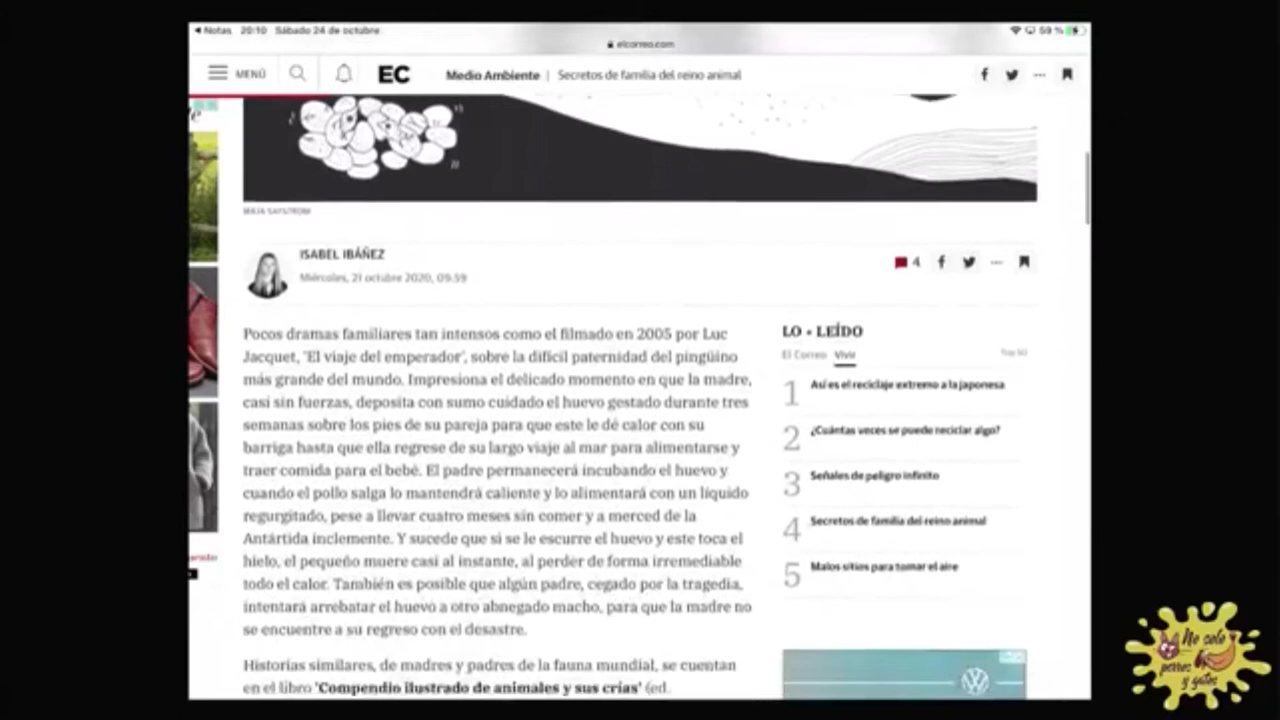 Notas 20:10 Sábado 24 de octubre
59 %
elcorreo.com
MENÚ
EC
Medio Ambiente | Secretos de familia del reino animal
ISABEL IBÁÑEZ
Miércoles, 21 octubre 2020, 09:59
4
Pocos dramas familiares tan intensos como el filmado en 2005 por Luc
Jacquet, 'El viaje del emperador', sobre la difícil paternidad del pingüino
más grande del mundo. Impresiona el delicado momento en que la madre,
casi sin fuerzas, deposita con sumo cuidado el huevo gestado durante tres
semanas sobre los pies de su pareja para que este le dé calor con su
barriga hasta que ella regrese de su largo viaje al mar para alimentarse y
traer comida para el bebé. El padre permanecerá incubando el huevo y
cuando el pollo salga lo mantendrá caliente y lo alimentará con un líquido
regurgitado, pese a llevar cuatro meses sin comer y a merced de la
Antártida inclemente. Y sucede que si se le escurre el huevo y este toca el
hielo, el pequeño muere casi al instante, al perder de forma irremediable
todo el calor. También es posible que algún padre, cegado por la tragedia,
intentará arrebatar el huevo a otro abnegado macho, para que la madre no
se encuentre a su regreso con el desastre.
Historias similares, de madres y padres de la fauna mundial, se cuentan
en el libro 'Compendio ilustrado de animales y sus crías' (ed.
LO + LEÍDO
El Correo Vivir
Top 50
1 Así es el reciclaje extremo a la japonesa
2 ¿Cuántas veces se puede reciclar algo?
3 Señales de peligro infinito
4 Secretos de familia del reino animal
5 Malos sitios para tomar el aire
No solo
perros
y gatos